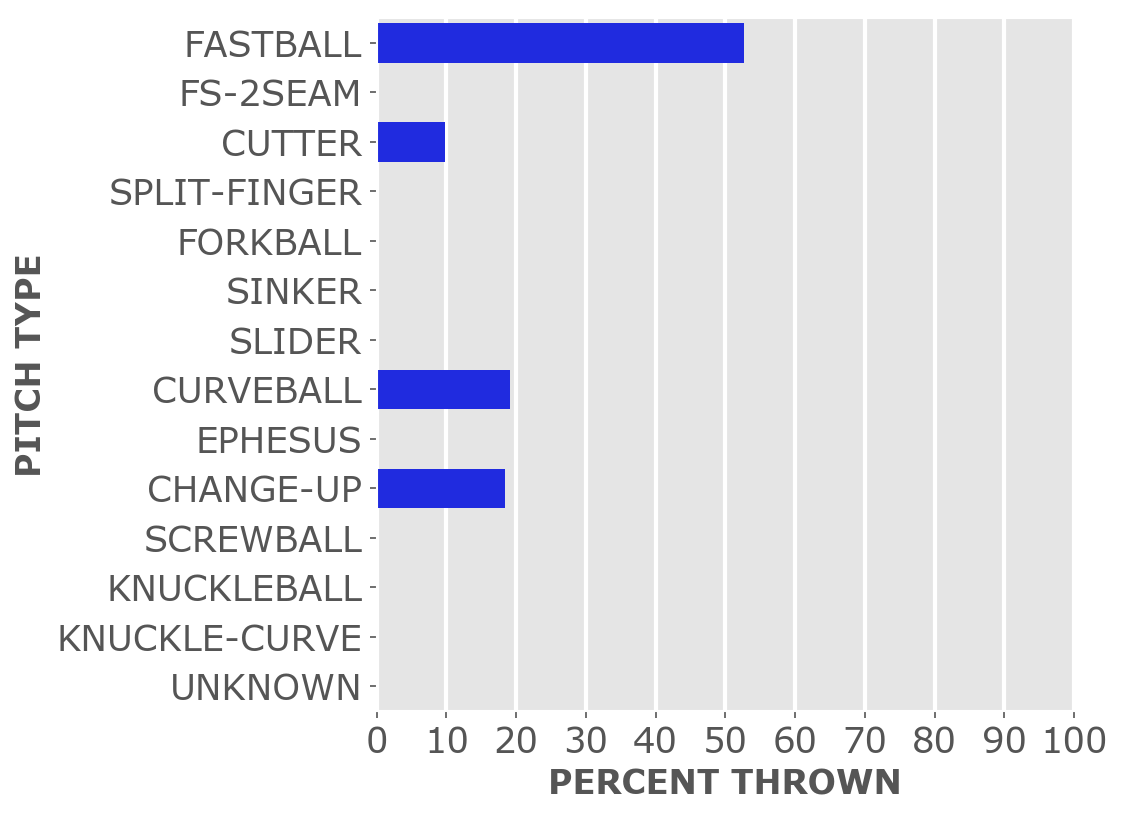 FASTBALL
FS-2SEAM
CUTTER
SPLIT-FINGER
FORKBALL
SINKER
SLIDER
CURVEBALL
EPHESUS
CHANGE-UP
SCREWBALL
KNUCKLEBALL
KNUCKLE-CURVE
UNKNOWN
PITCH TYPE
0 10 20 30 40 50 60 70 80 90 100
PERCENT THROWN